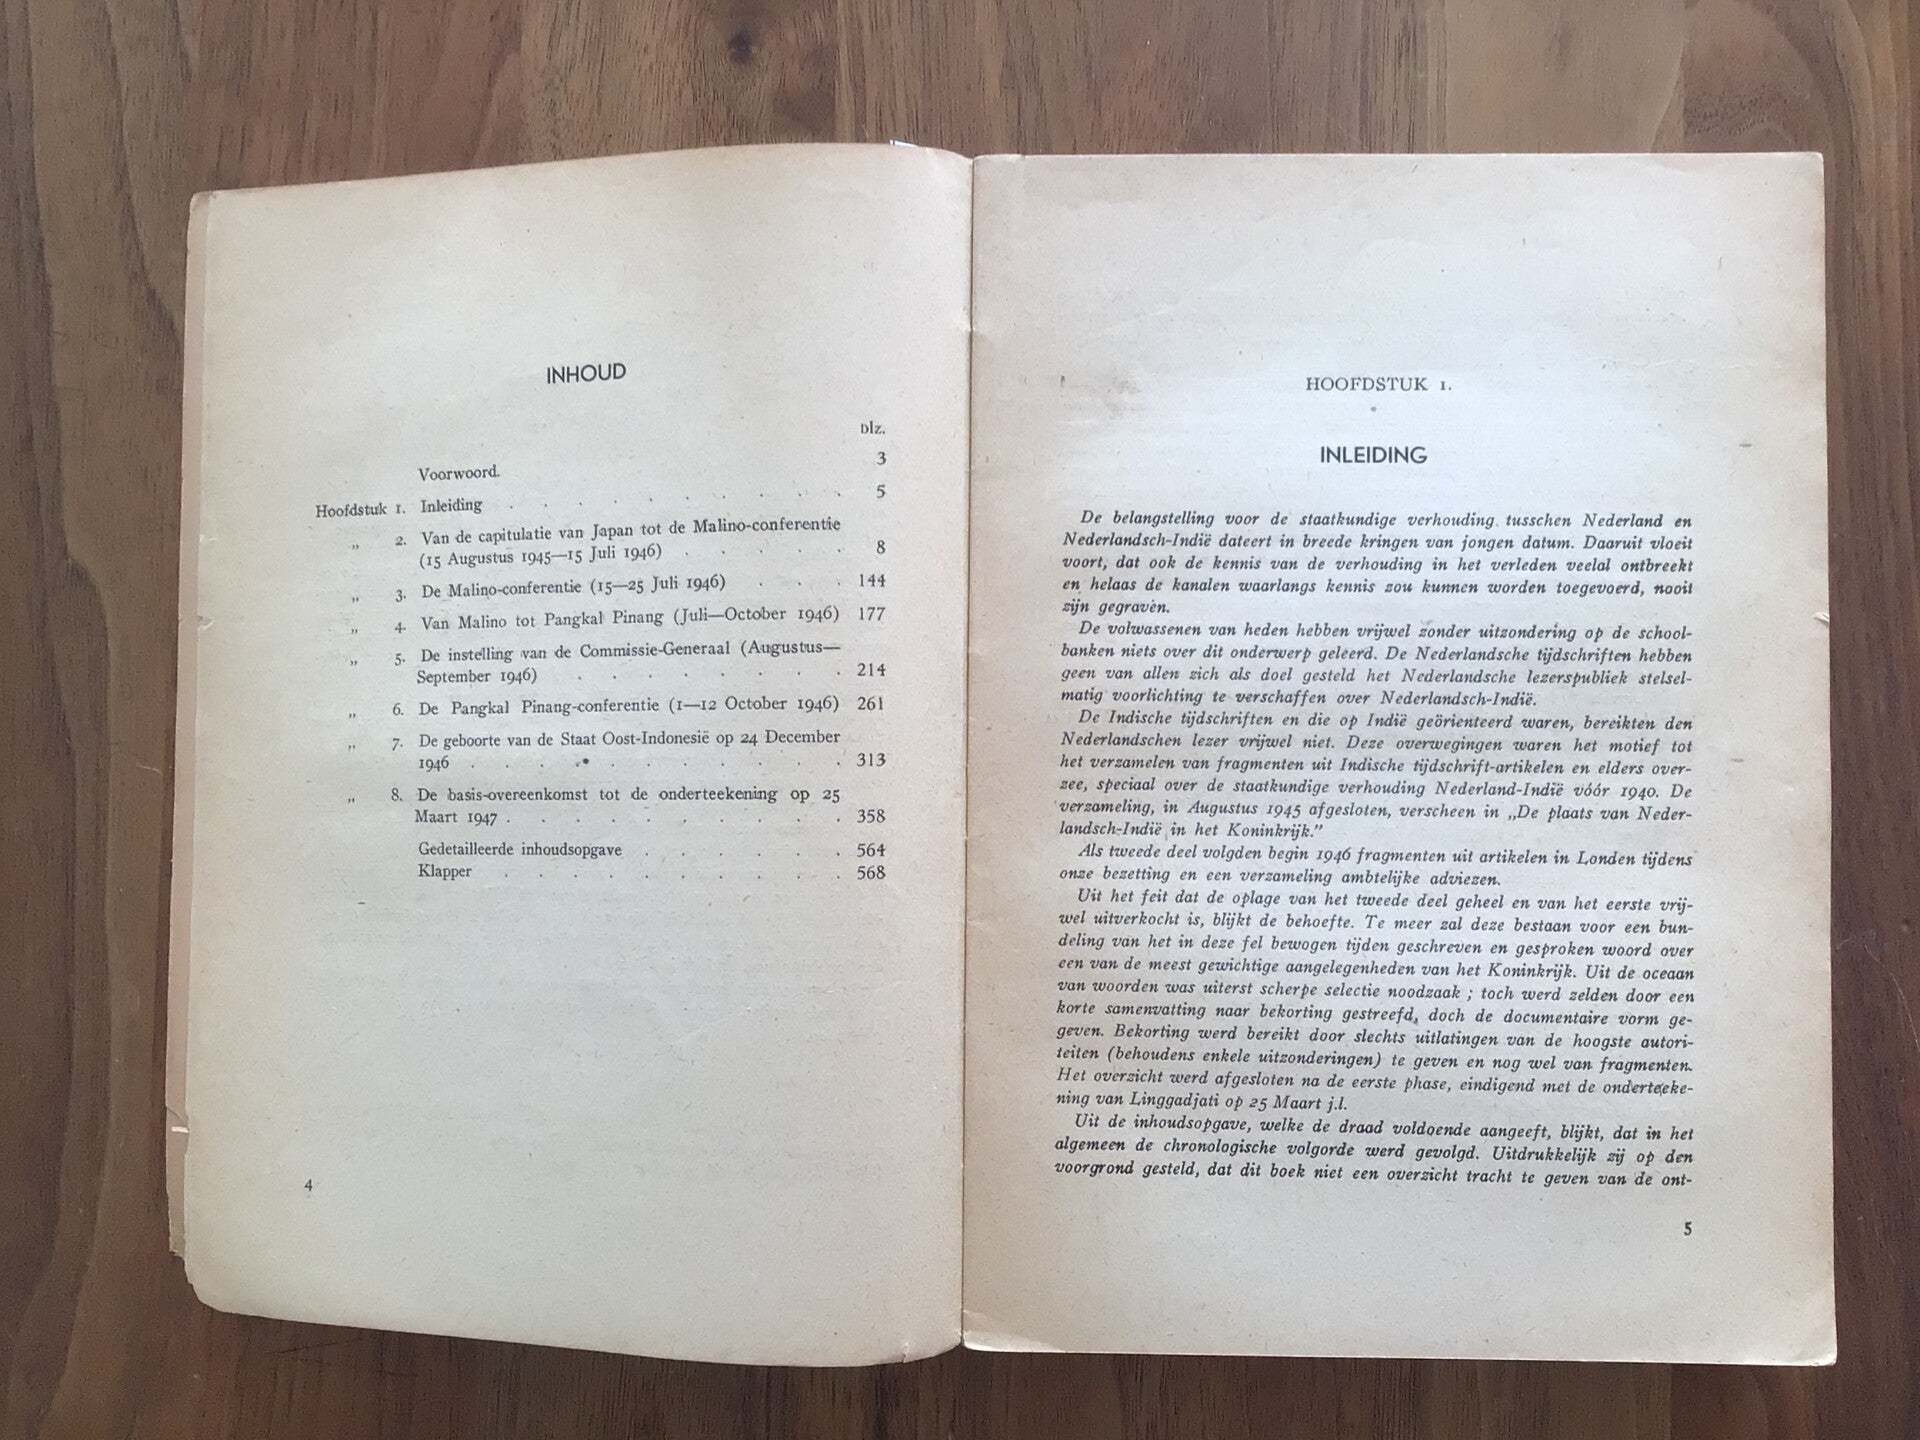 INHOUD
blz.
Voorwoord. 3
Hoofdstuk 1. Inleiding . . . . . . . . . 5
„ 2. Van de capitulatie van Japan tot de Malino-conferentie
(15 Augustus 1945—15 Juli 1946) . . . . . 8
„ 3. De Malino-conferentie (15—25 Juli 1946) . . . 144
„ 4. Van Malino tot Pangkal Pinang (Juli—October 1946) 177
„ 5. De instelling van de Commissie-Generaal (Augustus—
September 1946) . . . . . . . 214
„ 6. De Pangkal Pinang-conferentie (1—12 October 1946) 261
„ 7. De geboorte van de Staat Oost-Indonesië op 24 December
1946 . . . . . . . . . . 313
„ 8. De basis-overeenkomst tot de onderteekening op 25
Maart 1947 . . . . . . . . . 358
Gedetailleerde inhoudsopgave . . . . . . 564
Klapper . . . . . . . . . . 568
4
HOOFDSTUK 1.
INLEIDING
De belangstelling voor de staatkundige verhouding tusschen Nederland en
Nederlandsch-Indië dateert in breede kringen van jongen datum. Daaruit vloeit
voort, dat ook de kennis van de verhouding in het verleden veelal ontbreekt
en helaas de kanalen waarlangs kennis zou kunnen worden toegevoerd, nooit
zijn gegraven.
De volwassenen van heden hebben vrijwel zonder uitzondering op de school-
banken niets over dit onderwerp geleerd. De Nederlandsche tijdschriften hebben
geen van allen zich als doel gesteld het Nederlandsche lezerspubliek stelsel-
matig voorlichting te verschaffen over Nederlandsch-Indië.
De Indische tijdschriften en die op Indië geörienteerd waren, bereikten den
Nederlandschen lezer vrijwel niet. Deze overwegingen waren het motief tot
het verzamelen van fragmenten uit Indische tijdschrift-artikelen en elders over-
zee, speciaal over de staatkundige verhouding Nederland-Indië vóór 1940. De
verzameling, in Augustus 1945 afgesloten, verscheen in „De plaats van Neder-
landsch-Indië in het Koninkrijk.”
Als tweede deel volgden begin 1946 fragmenten uit artikelen in Londen tijdens
onze bezetting en een verzameling ambtelijke adviezen.
Uit het feit dat de oplage van het tweede deel geheel en van het eerste vrij-
wel uitverkocht is, blijkt de behoefte. Te meer zal deze bestaan voor een bun-
deling van het in deze fel bewogen tijden geschreven en gesproken woord over
een van de meest gewichtige aangelegenheden van het Koninkrijk. Uit de oceaan
van woorden was uiterst scherpe selectie noodzaak ; toch werd zelden door een
korte samenvatting naar bekorting gestreefd, doch de documentaire vorm ge-
geven. Bekorting werd bereikt door slechts uitlatingen van de hoogste autori-
teiten (behoudens enkele uitzonderingen) te geven en nog wel van fragmenten.
Het overzicht werd afgesloten na de eerste phase, eindigend met de onderteeke-
ning van Linggadjati op 25 Maart j.l.
Uit de inhoudsopgave, welke de draad voldoende aangeeft, blijkt, dat in het
algemeen de chronologische volgorde werd gevolgd. Uitdrukkelijk zij op den
voorgrond gesteld, dat dit boek niet een overzicht tracht te geven van de ont-
5